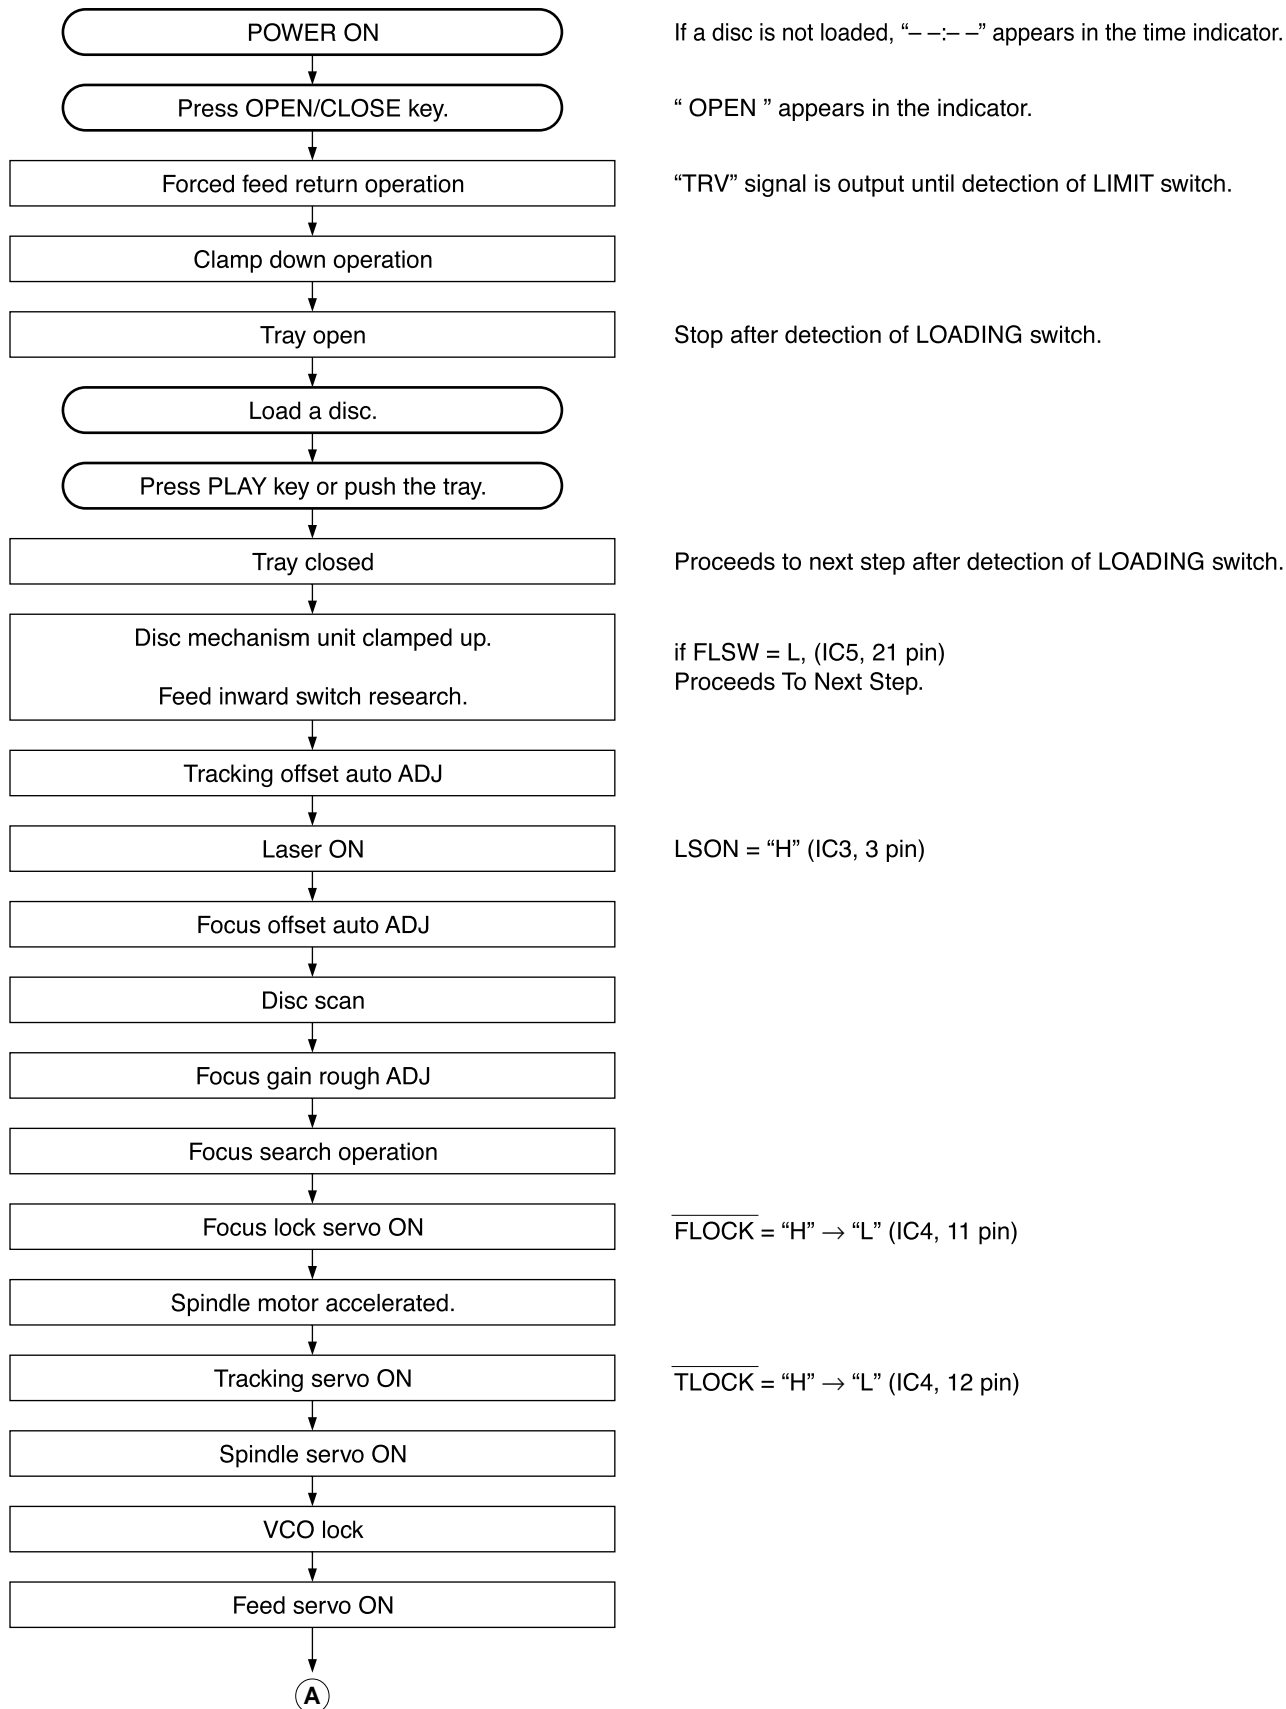 POWER ON
If a disc is not loaded, “– –:– –” appears in the time indicator.
Press OPEN/CLOSE key.
“ OPEN ” appears in the indicator.
Forced feed return operation
“TRV” signal is output until detection of LIMIT switch.
Clamp down operation
Tray open
Stop after detection of LOADING switch.
Load a disc.
Press PLAY key or push the tray.
Tray closed
Proceeds to next step after detection of LOADING switch.
Disc mechanism unit clamped up.
Feed inward switch research.
if FLSW = L, (IC5, 21 pin)
Proceeds To Next Step.
Tracking offset auto ADJ
Laser ON
LSON = “H” (IC3, 3 pin)
Focus offset auto ADJ
Disc scan
Focus gain rough ADJ
Focus search operation
Focus lock servo ON
F̅L̅O̅C̅K̅ = “H” → “L” (IC4, 11 pin)
Spindle motor accelerated.
Tracking servo ON
T̅L̅O̅C̅K̅ = “H” → “L” (IC4, 12 pin)
Spindle servo ON
VCO lock
Feed servo ON
A